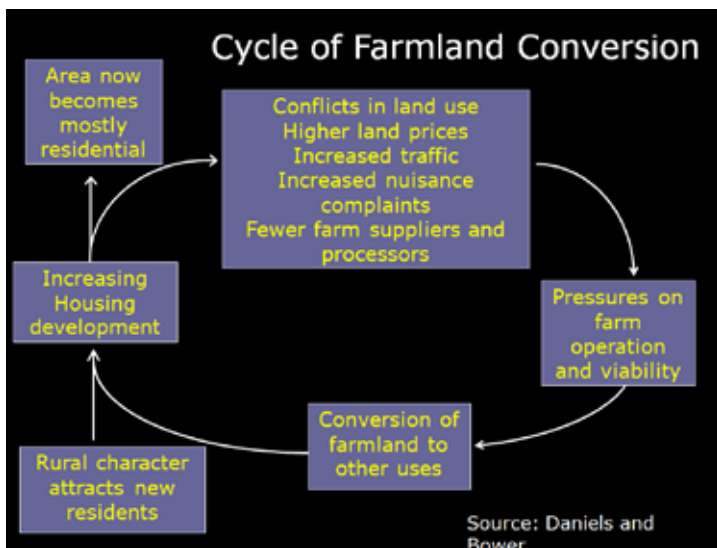 Cycle of Farmland Conversion
Area now
becomes
mostly
residential
Conflicts in land use
Higher land prices
Increased traffic
Increased nuisance
complaints
Fewer farm suppliers and
processors
Increasing
Housing
development
Pressures on
farm
operation
and viability
Conversion of
farmland to
other uses
Rural character
attracts new
residents
Source: Daniels and
Bower